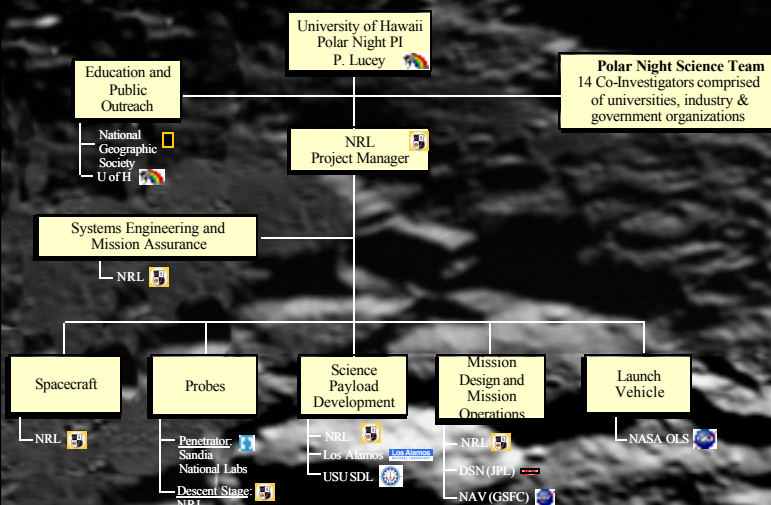 University of Hawaii
Polar Night PI
P. Lucey
Education and
Public
Outreach
National
Geographic
Society
U of H
Polar Night Science Team
14 Co-Investigators comprised
of universities, industry &
government organizations
NRL
Project Manager
Systems Engineering and
Mission Assurance
NRL
Spacecraft
NRL
Probes
Penetrator:
Sandia
National Labs
Descent Stage:
NRL
Science
Payload
Development
NRL
Los Alamos
Los Alamos
USU SDL
Mission
Design and
Mission
Operations
NRL
DSN (JPL)
NAV (GSFC)
Launch
Vehicle
NASA OLS